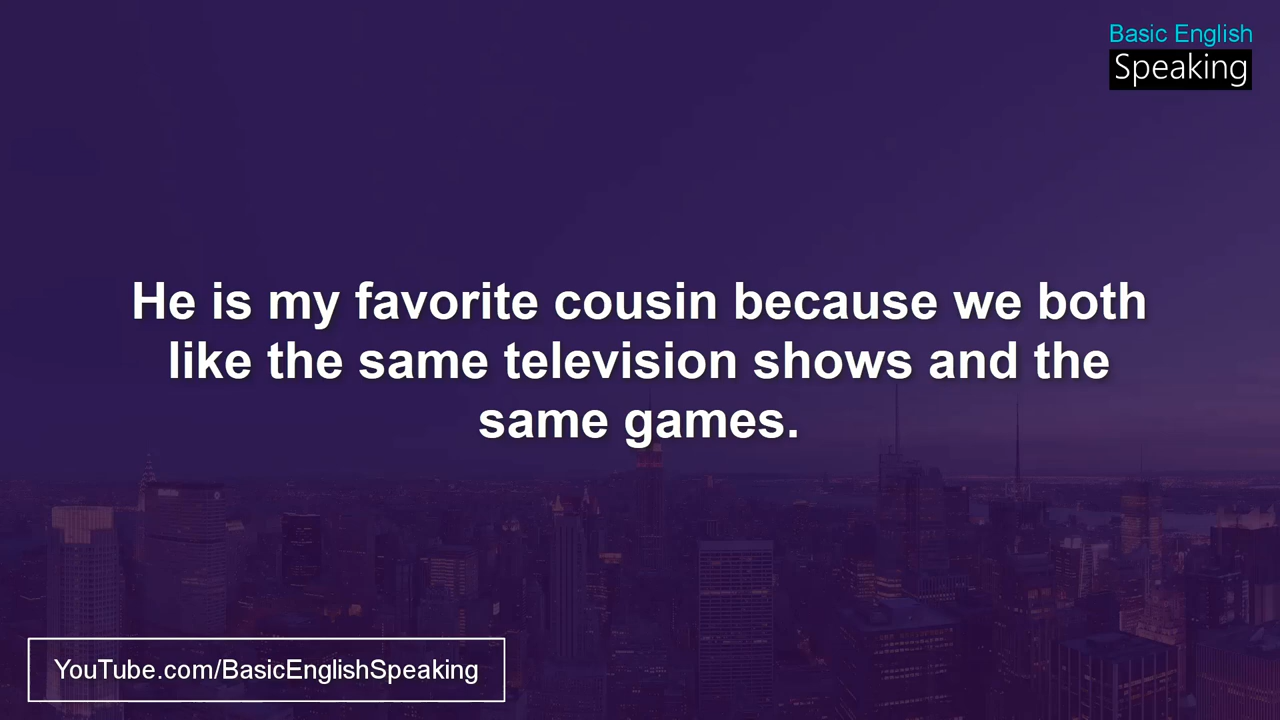 Basic English
Speaking
He is my favorite cousin because we both
like the same television shows and the
same games.
YouTube.com/BasicEnglishSpeaking